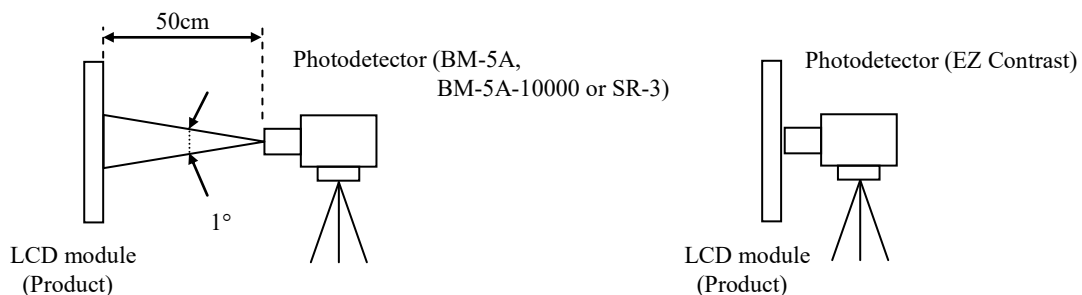 50cm
Photodetector (BM-5A,
BM-5A-10000 or SR-3)
1°
LCD module
(Product)
Photodetector (EZ Contrast)
LCD module
(Product)